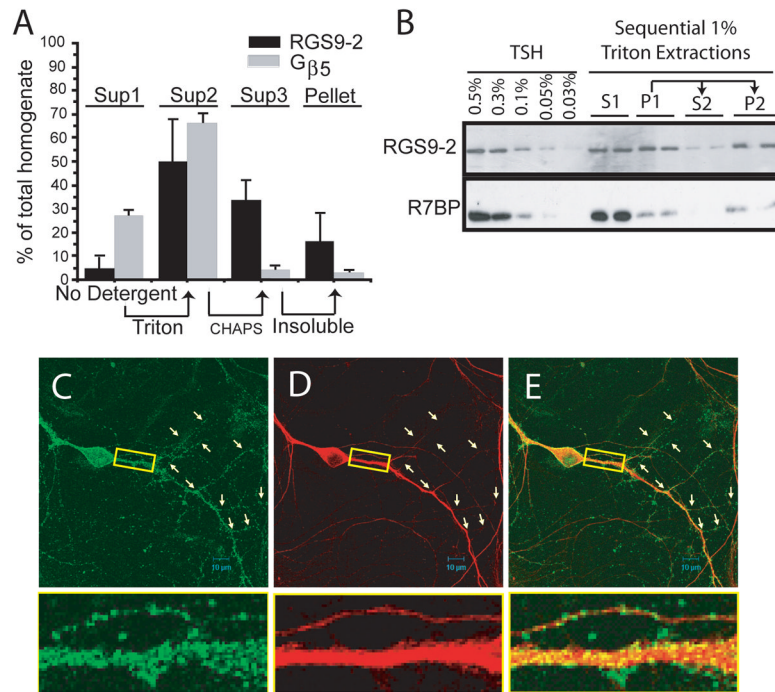 A
RGS9-2
Gβ5
Sup1 Sup2 Sup3 Pellet
% of total homogenate
100
90
80
70
60
50
40
30
20
10
0
No Detergent
Triton CHAPS Insoluble
B
Sequential 1%
TSH Triton Extractions
0.5% 0.3% 0.1% 0.05% 0.03% S1 P1 S2 P2
RGS9-2
R7BP
C
10 µm
D
10 µm
E
10 µm